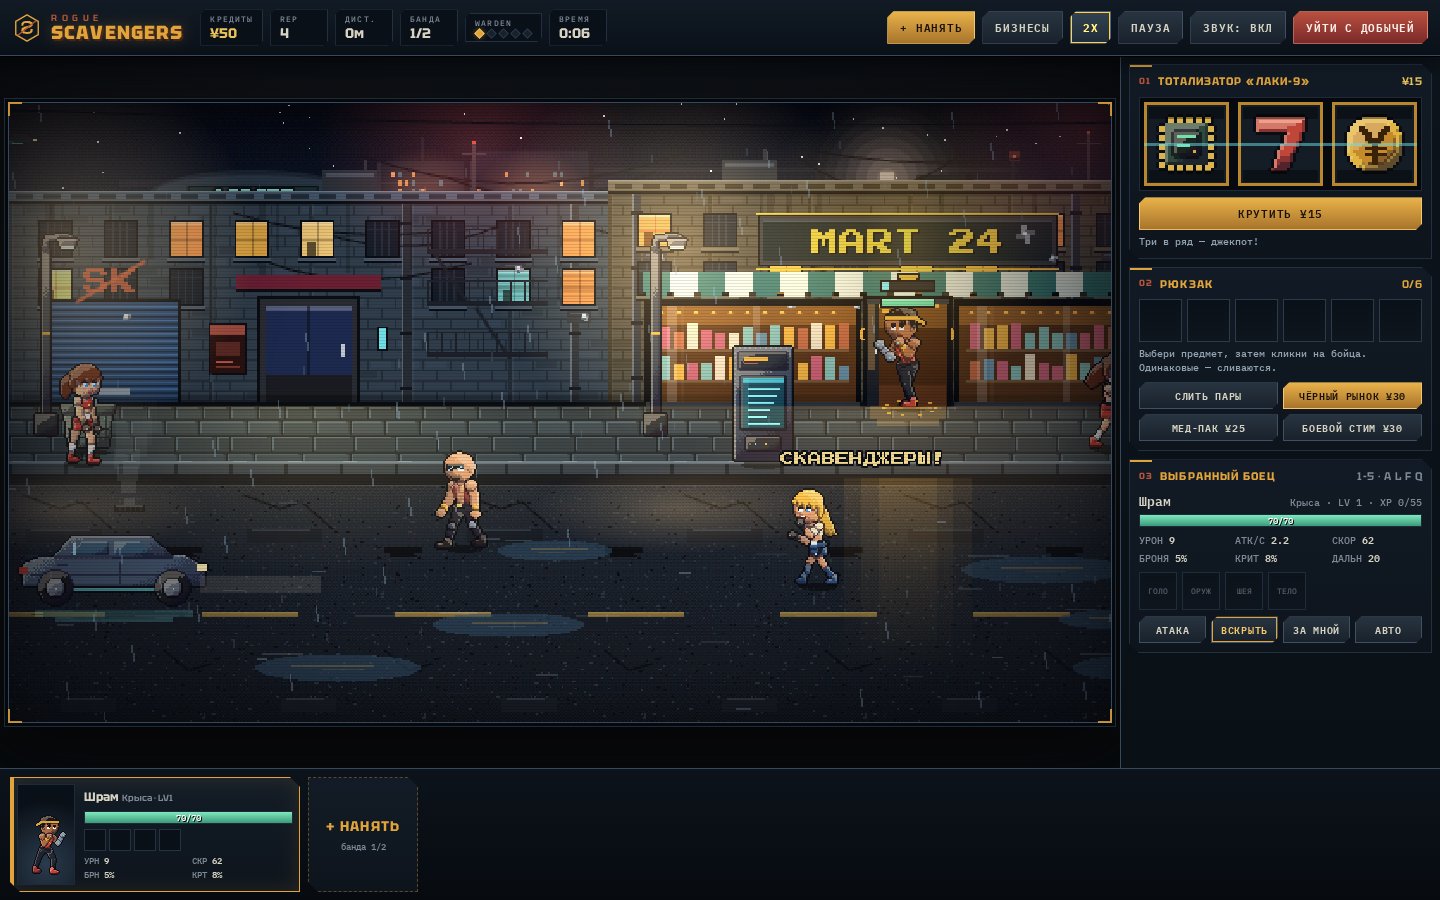 ROGUE
SCAVENGERS
КРЕДИТЫ
¥50
REP
4
ДИСТ.
0м
БАНДА
1/2
WARDEN
ВРЕМЯ
0:06
+ НАНЯТЬ
БИЗНЕСЫ
2X
ПАУЗА
ЗВУК: ВКЛ
УЙТИ С ДОБЫЧЕЙ
SK
MART 24
СКАВЕНДЖЕРЫ!
01 ТОТАЛИЗАТОР «ЛАКИ-9» ¥15
7
КРУТИТЬ ¥15
Три в ряд — джекпот!
02 РЮКЗАК 0/6
Выбери предмет, затем кликни на бойца.
Одинаковые — сливаются.
СЛИТЬ ПАРЫ
ЧЁРНЫЙ РЫНОК ¥30
МЕД-ПАК ¥25
БОЕВОЙ СТИМ ¥30
03 ВЫБРАННЫЙ БОЕЦ 1-5·A L F Q
Шрам Крыса · LV 1 · XP 0/55
70/70
УРОН 9 АТК/С 2.2 СКОР 62
БРОНЯ 5% КРИТ 8% ДАЛЬН 20
ГОЛО ОРУЖ ШЕЯ ТЕЛО
АТАКА
ВСКРЫТЬ
ЗА МНОЙ
АВТО
Шрам Крыса·LV1
70/70
УРН 9 СКР 62
БРН 5% КРТ 8%
+ НАНЯТЬ
банда 1/2